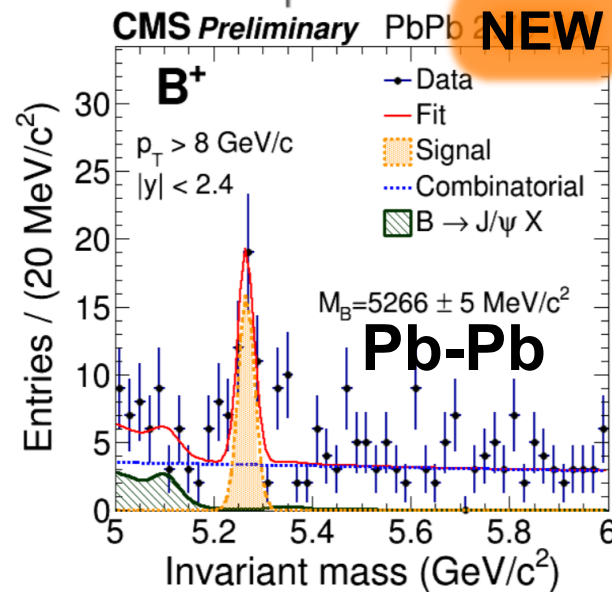 CMS Preliminary PbPb
NEW
B⁺
Data
Fit
Signal
Combinatorial
B → J/ψ X
p_T > 8 GeV/c
|y| < 2.4
M_B=5266 ± 5 MeV/c²
Pb-Pb
Entries / (20 MeV/c²)
30
25
20
15
10
5
0
5 5.2 5.4 5.6 5.8 6
Invariant mass (GeV/c²)